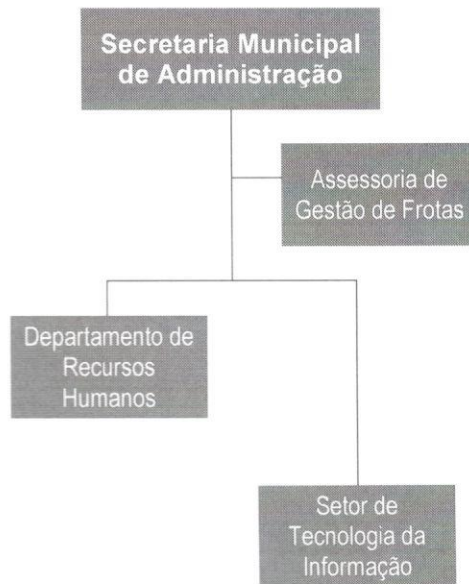 Secretaria Municipal
de Administração
Assessoria de
Gestão de Frotas
Departamento de
Recursos
Humanos
Setor de
Tecnologia da
Informação